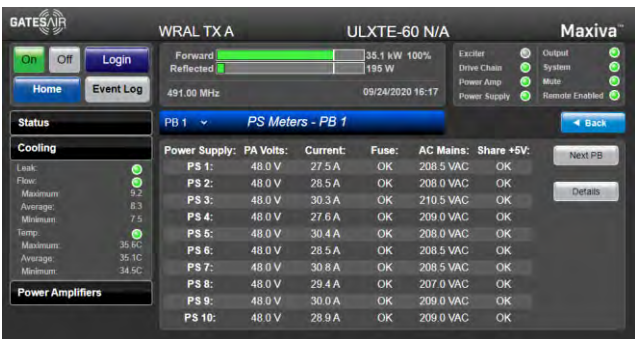 GATESAIR WRAL TX A ULXTE-60 N/A Maxiva™
On Off Login Forward 35.1 kW 100% Exciter Output
Reflected 195 W Drive Chain System
Home Event Log 491.00 MHz 09/24/2020 16:17 Power Amp Mute
Power Supply Remote Enabled
Status PB 1 PS Meters - PB 1 Back
Cooling Power Supply: PA Volts: Current: Fuse: AC Mains: Share +5V: Next PB
Leak: PS 1: 48.0 V 27.5 A OK 208.5 VAC OK
Flow: PS 2: 48.0 V 28.5 A OK 208.0 VAC OK Details
Maximum: 9.2 PS 3: 48.0 V 30.3 A OK 210.5 VAC OK
Average: 8.3 PS 4: 48.0 V 27.6 A OK 209.0 VAC OK
Minimum: 7.5 PS 5: 48.0 V 30.4 A OK 208.0 VAC OK
Temp: PS 6: 48.0 V 28.5 A OK 208.5 VAC OK
Maximum: 35.6C PS 7: 48.0 V 30.8 A OK 208.5 VAC OK
Average: 35.1C PS 8: 48.0 V 29.4 A OK 207.0 VAC OK
Minimum: 34.5C PS 9: 48.0 V 30.0 A OK 209.0 VAC OK
Power Amplifiers PS 10: 48.0 V 28.9 A OK 209.0 VAC OK